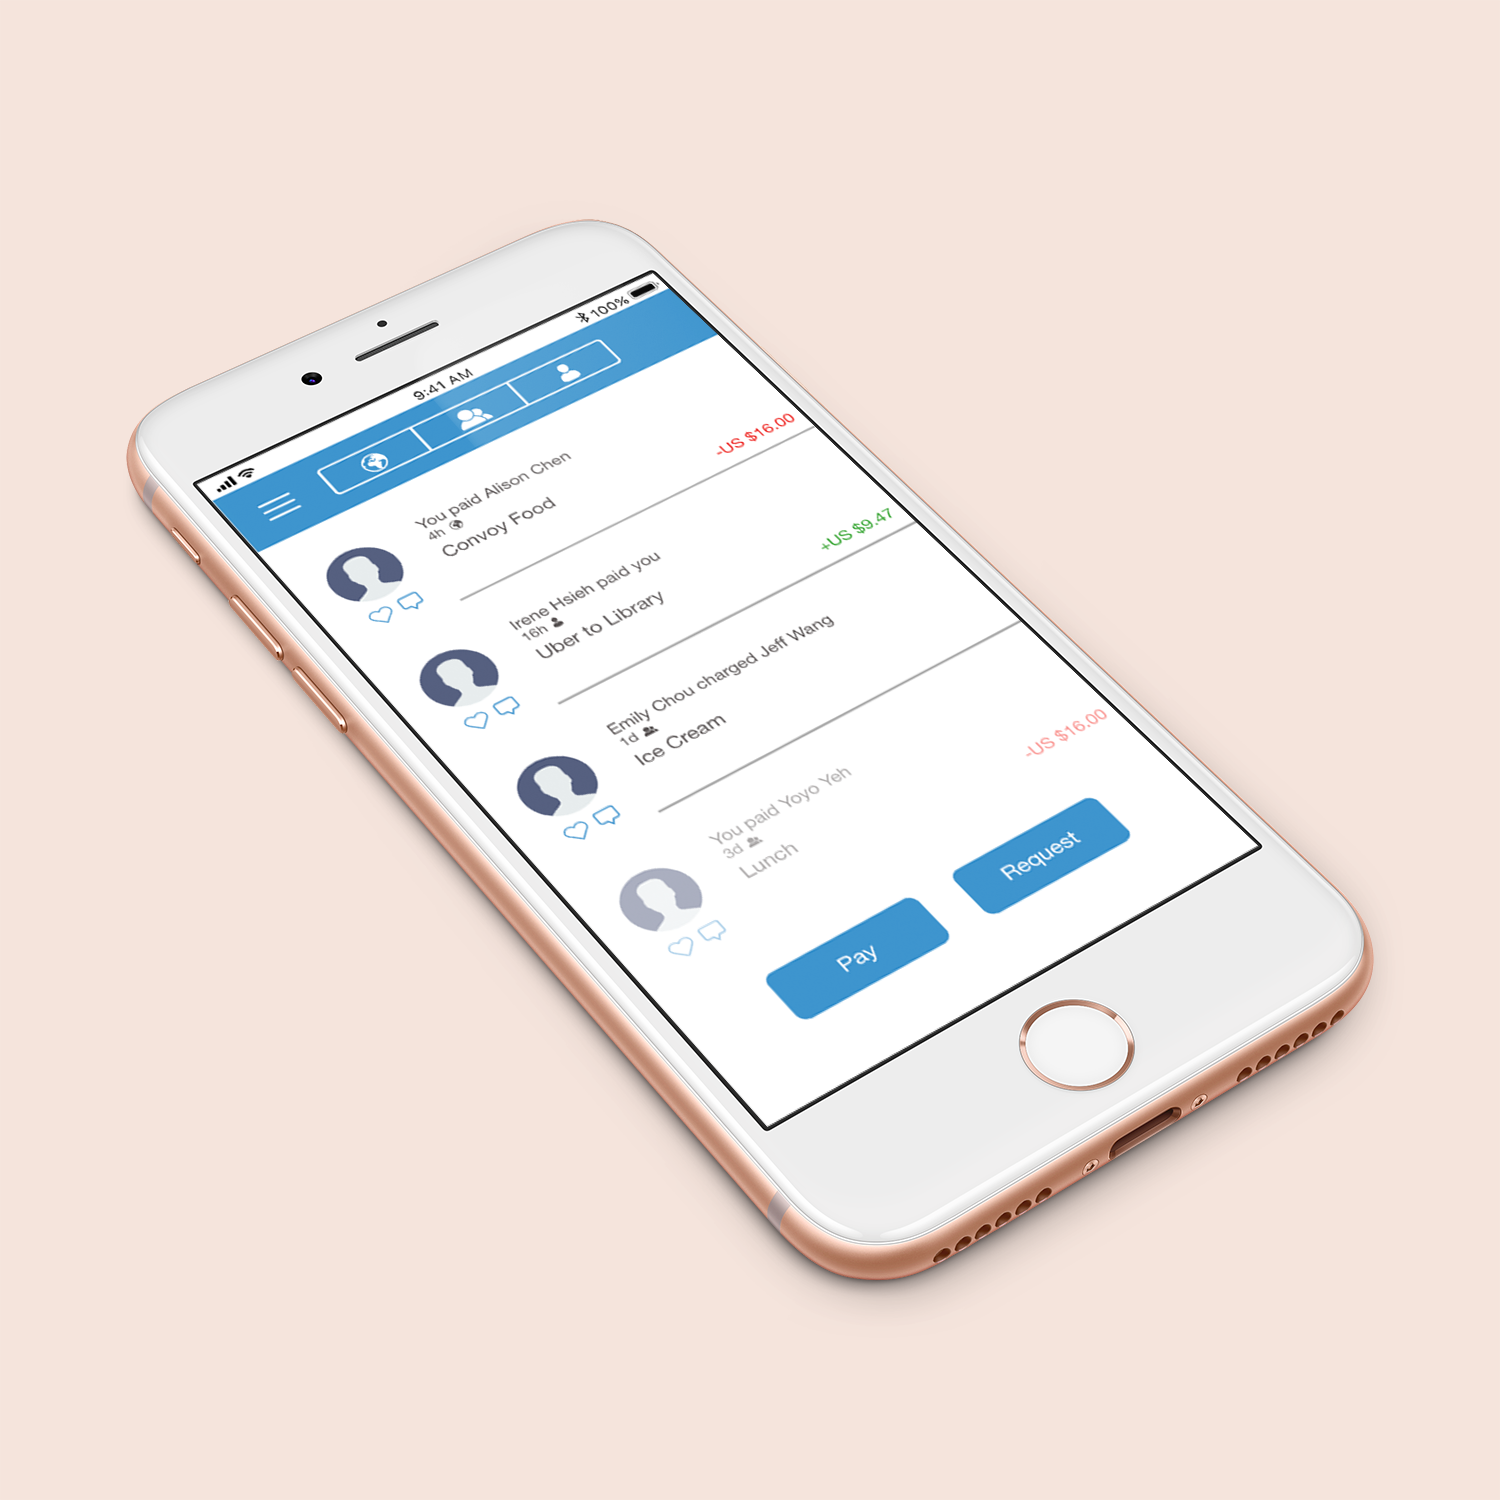 9:41 AM
100%
You paid Alison Chen
-US $16.00
4h
Convoy Food
Irene Hsieh paid you
+US $9.47
16h
Uber to Library
Emily Chou charged Jeff Wang
1d
Ice Cream
You paid Yoyo Yeh
-US $16.00
3d
Lunch
Pay
Request